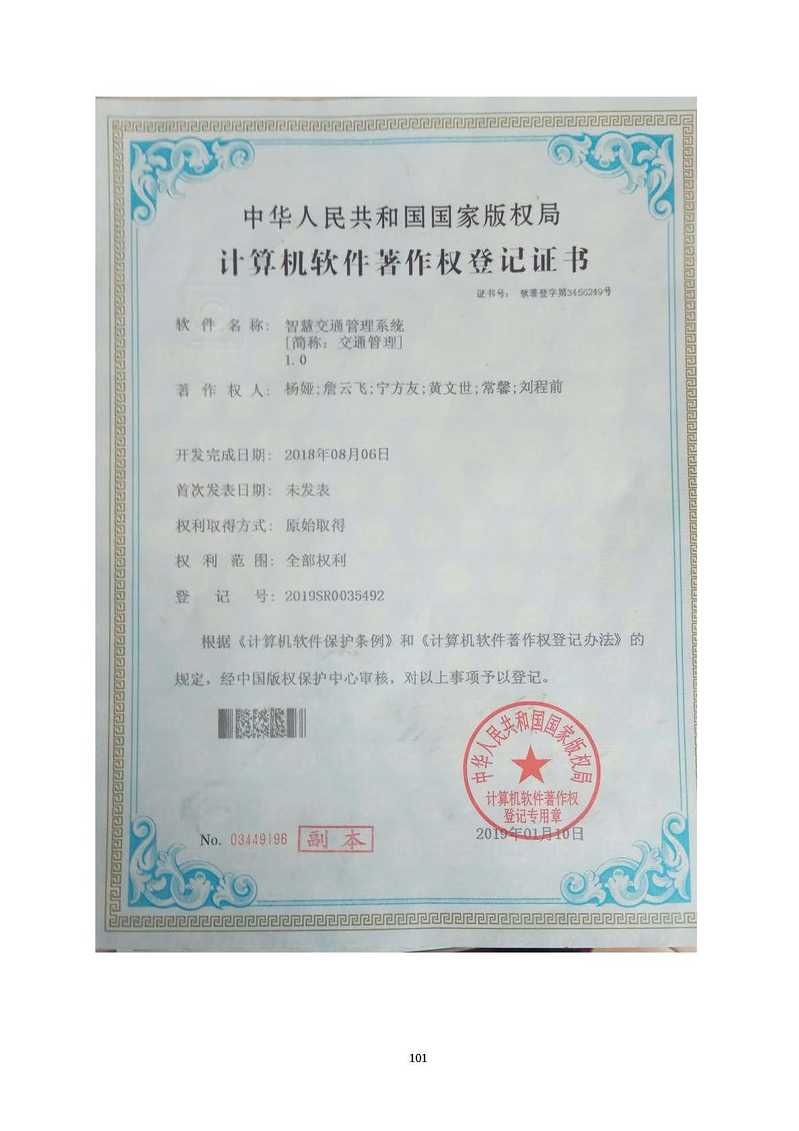 中华人民共和国国家版权局
计算机软件著作权登记证书
证书号： 软著登字第3456249号
软件名称： 智慧交通管理系统
[简称：交通管理]
1.0
著作权人： 杨娅;詹云飞;宁方友;黄文世;常馨;刘程前
开发完成日期： 2018年08月06日
首次发表日期： 未发表
权利取得方式： 原始取得
权利范围： 全部权利
登记号： 2019SR0035492
根据《计算机软件保护条例》和《计算机软件著作权登记办法》的
规定，经中国版权保护中心审核，对以上事项予以登记。
中华人民共和国国家版权局
计算机软件著作权
登记专用章
2019年01月10日
No. 03449196 副本
101